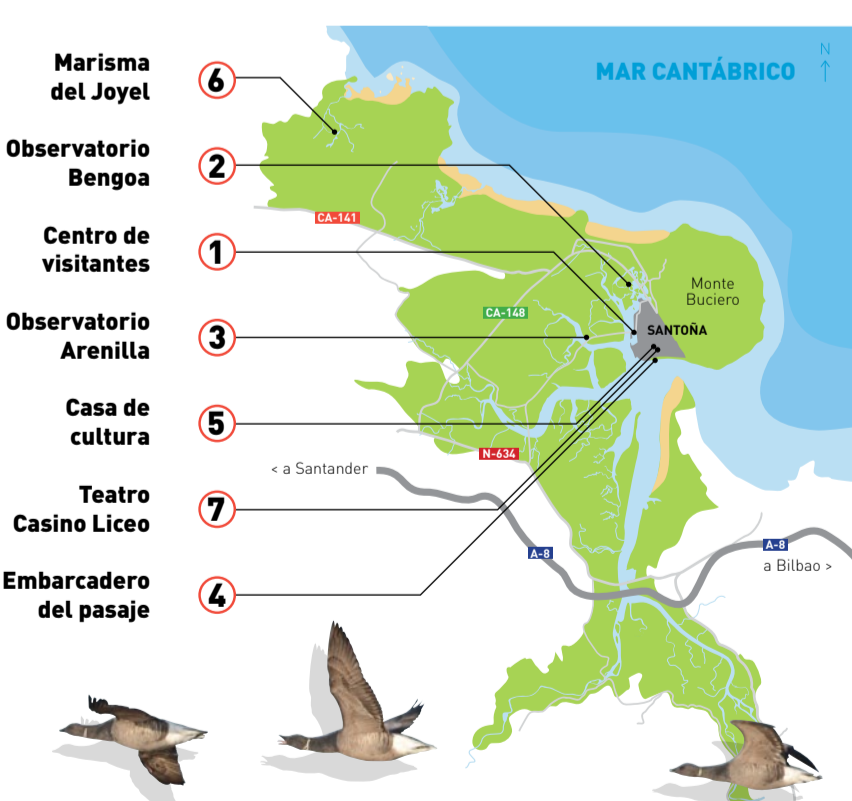 Marisma
del Joyel
6
Observatorio
Bengoa
2
Centro de
visitantes
1
Observatorio
Arenilla
3
Casa de
cultura
5
Teatro
Casino Liceo
7
Embarcadero
del pasaje
4
MAR CANTÁBRICO
N
CA-141
Monte
Buciero
CA-148
SANTOÑA
N-634
< a Santander
A-8
A-8
a Bilbao >